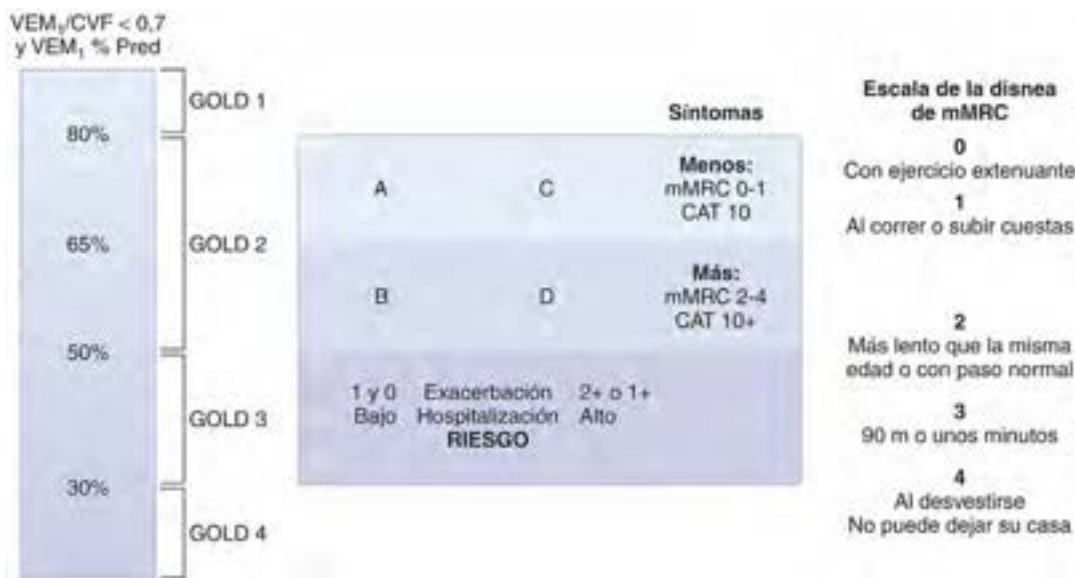 VEM₁/CVF < 0,7
y VEM₁ % Pred
80%
65%
50%
30%
GOLD 1
GOLD 2
GOLD 3
GOLD 4
Síntomas
A C
Menos:
mMRC 0-1
CAT 10
B D
Más:
mMRC 2-4
CAT 10+
1 y 0 Exacerbación 2+ o 1+
Bajo Hospitalización Alto
RIESGO
Escala de la disnea
de mMRC
0
Con ejercicio extenuante
1
Al correr o subir cuestas
2
Más lento que la misma
edad o con paso normal
3
90 m o unos minutos
4
Al desvestirse
No puede dejar su casa